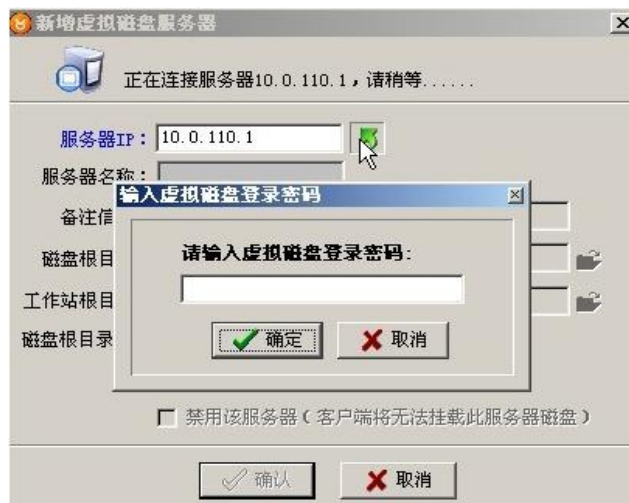 新增虚拟磁盘服务器
正在连接服务器10.0.110.1，请稍等......
服务器IP：
10.0.110.1
服务器名称：
输入虚拟磁盘登录密码
备注信
请输入虚拟磁盘登录密码:
磁盘根目
工作站根目
确定
取消
磁盘根目录
禁用该服务器(客户端将无法挂载此服务器磁盘)
确认
取消